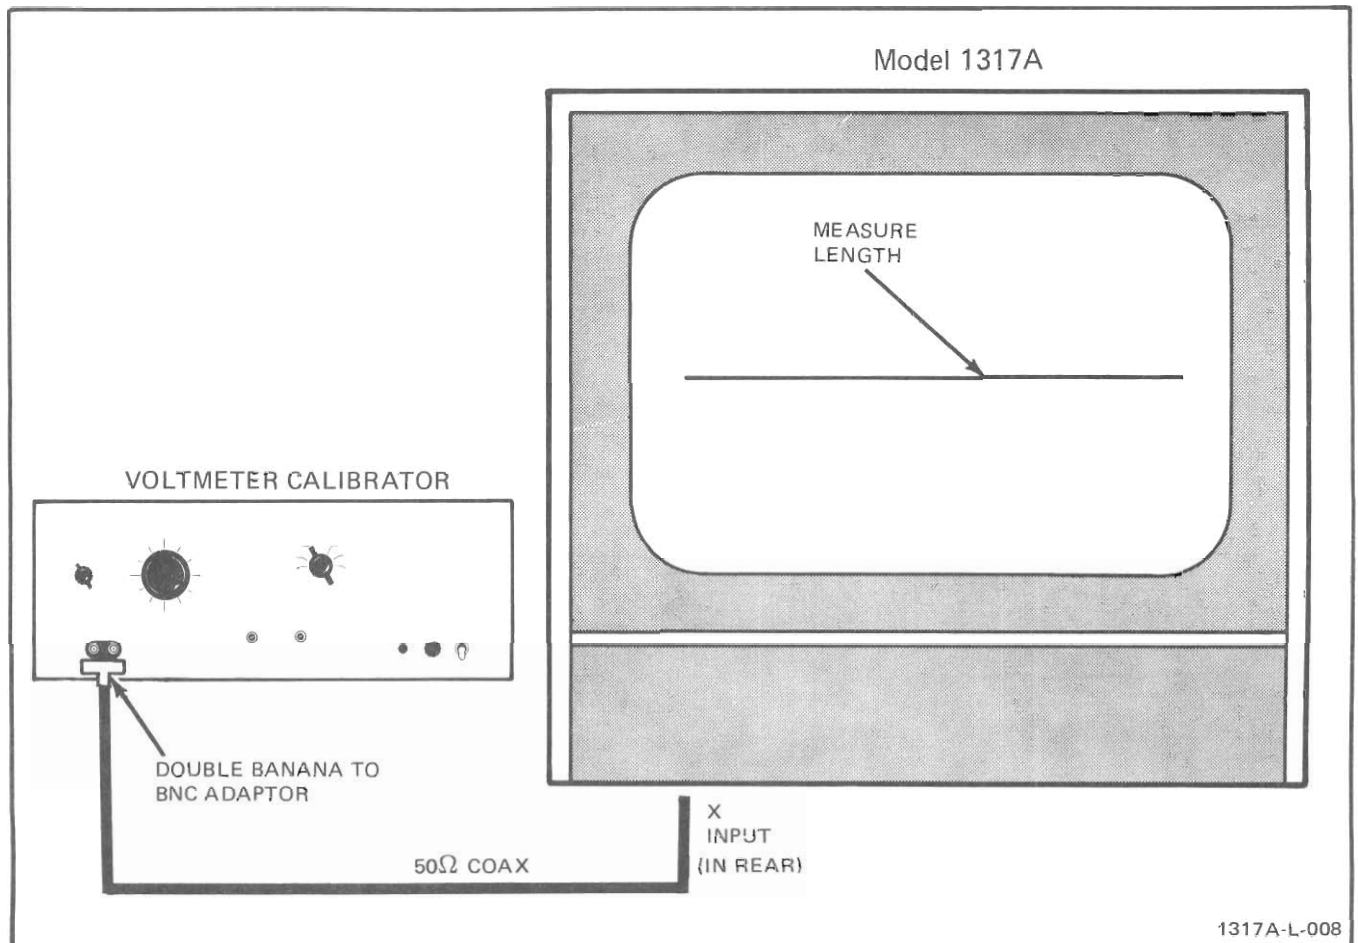 Model 1317A
MEASURE
LENGTH
VOLTMETER CALIBRATOR
DOUBLE BANANA TO
BNC ADAPTOR
50Ω COAX
X
INPUT
(IN REAR)
1317A-L-008